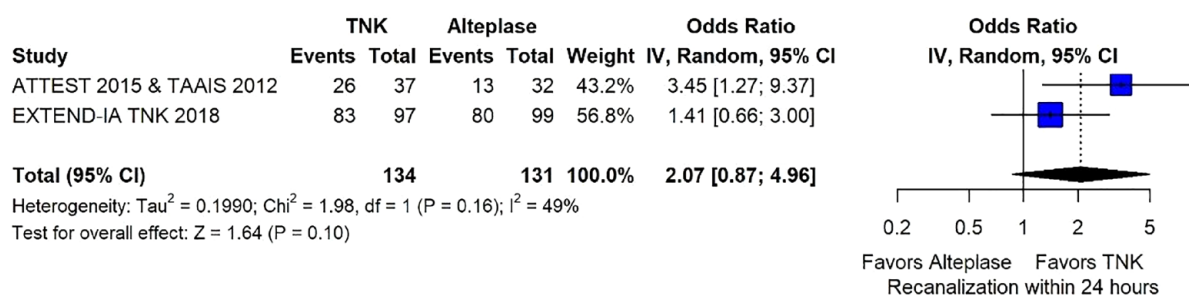 TNK Alteplase Odds Ratio Odds Ratio
Study Events Total Events Total Weight IV, Random, 95% CI IV, Random, 95% CI
ATTEST 2015 & TAAIS 2012 26 37 13 32 43.2% 3.45 [1.27; 9.37]
EXTEND-IA TNK 2018 83 97 80 99 56.8% 1.41 [0.66; 3.00]
Total (95% CI) 134 131 100.0% 2.07 [0.87; 4.96]
Heterogeneity: Tau² = 0.1990; Chi² = 1.98, df = 1 (P = 0.16); I² = 49%
Test for overall effect: Z = 1.64 (P = 0.10)
0.2 0.5 1 2 5
Favors Alteplase Favors TNK
Recanalization within 24 hours